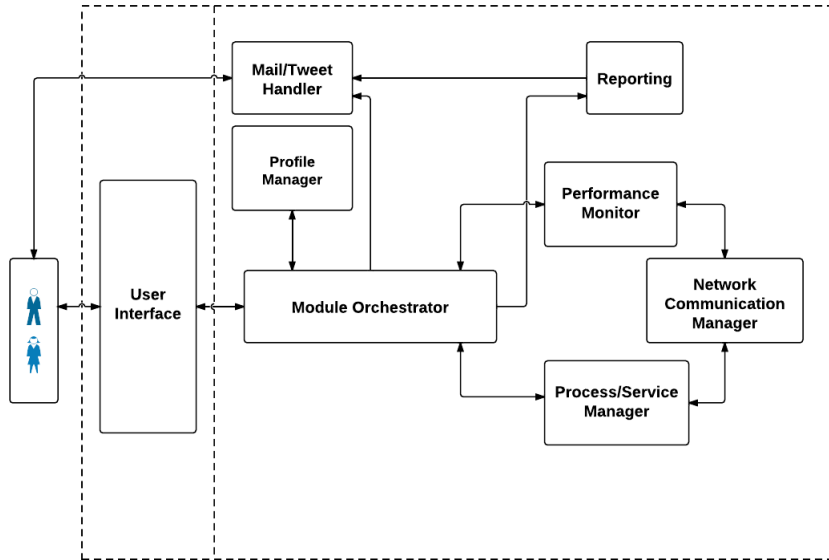 Mail/Tweet
Handler
Reporting
Profile
Manager
Performance
Monitor
User
Interface
Module Orchestrator
Network
Communication
Manager
Process/Service
Manager